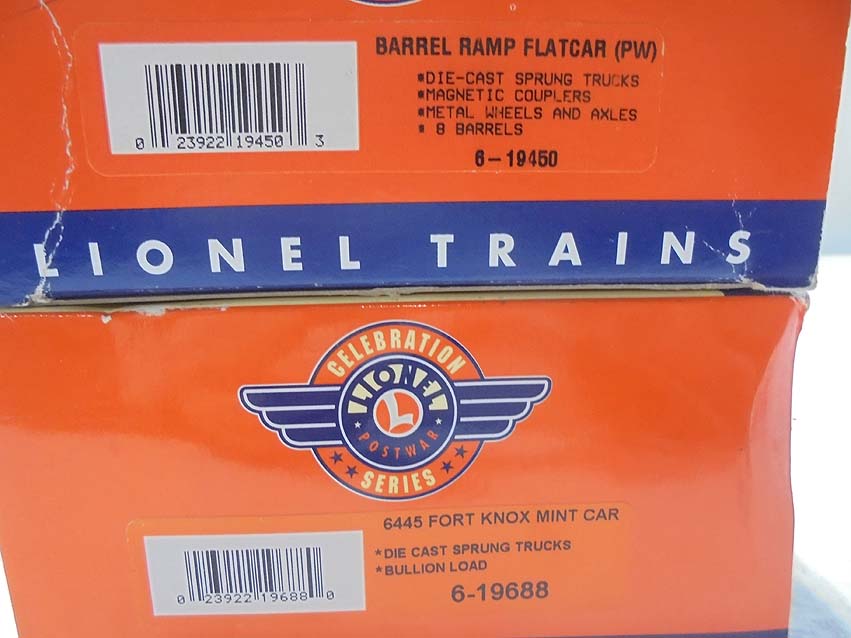 BARREL RAMP FLATCAR (PW)
*DIE-CAST SPRUNG TRUCKS
*MAGNETIC COUPLERS
*METAL WHEELS AND AXLES
* 8 BARRELS
6-19450
0 23922 19450 3
LIONEL TRAINS
CELEBRATION
LIONEL
L
POSTWAR
SERIES
6445 FORT KNOX MINT CAR
*DIE CAST SPRUNG TRUCKS
*BULLION LOAD
6-19688
0 23922 19688 0